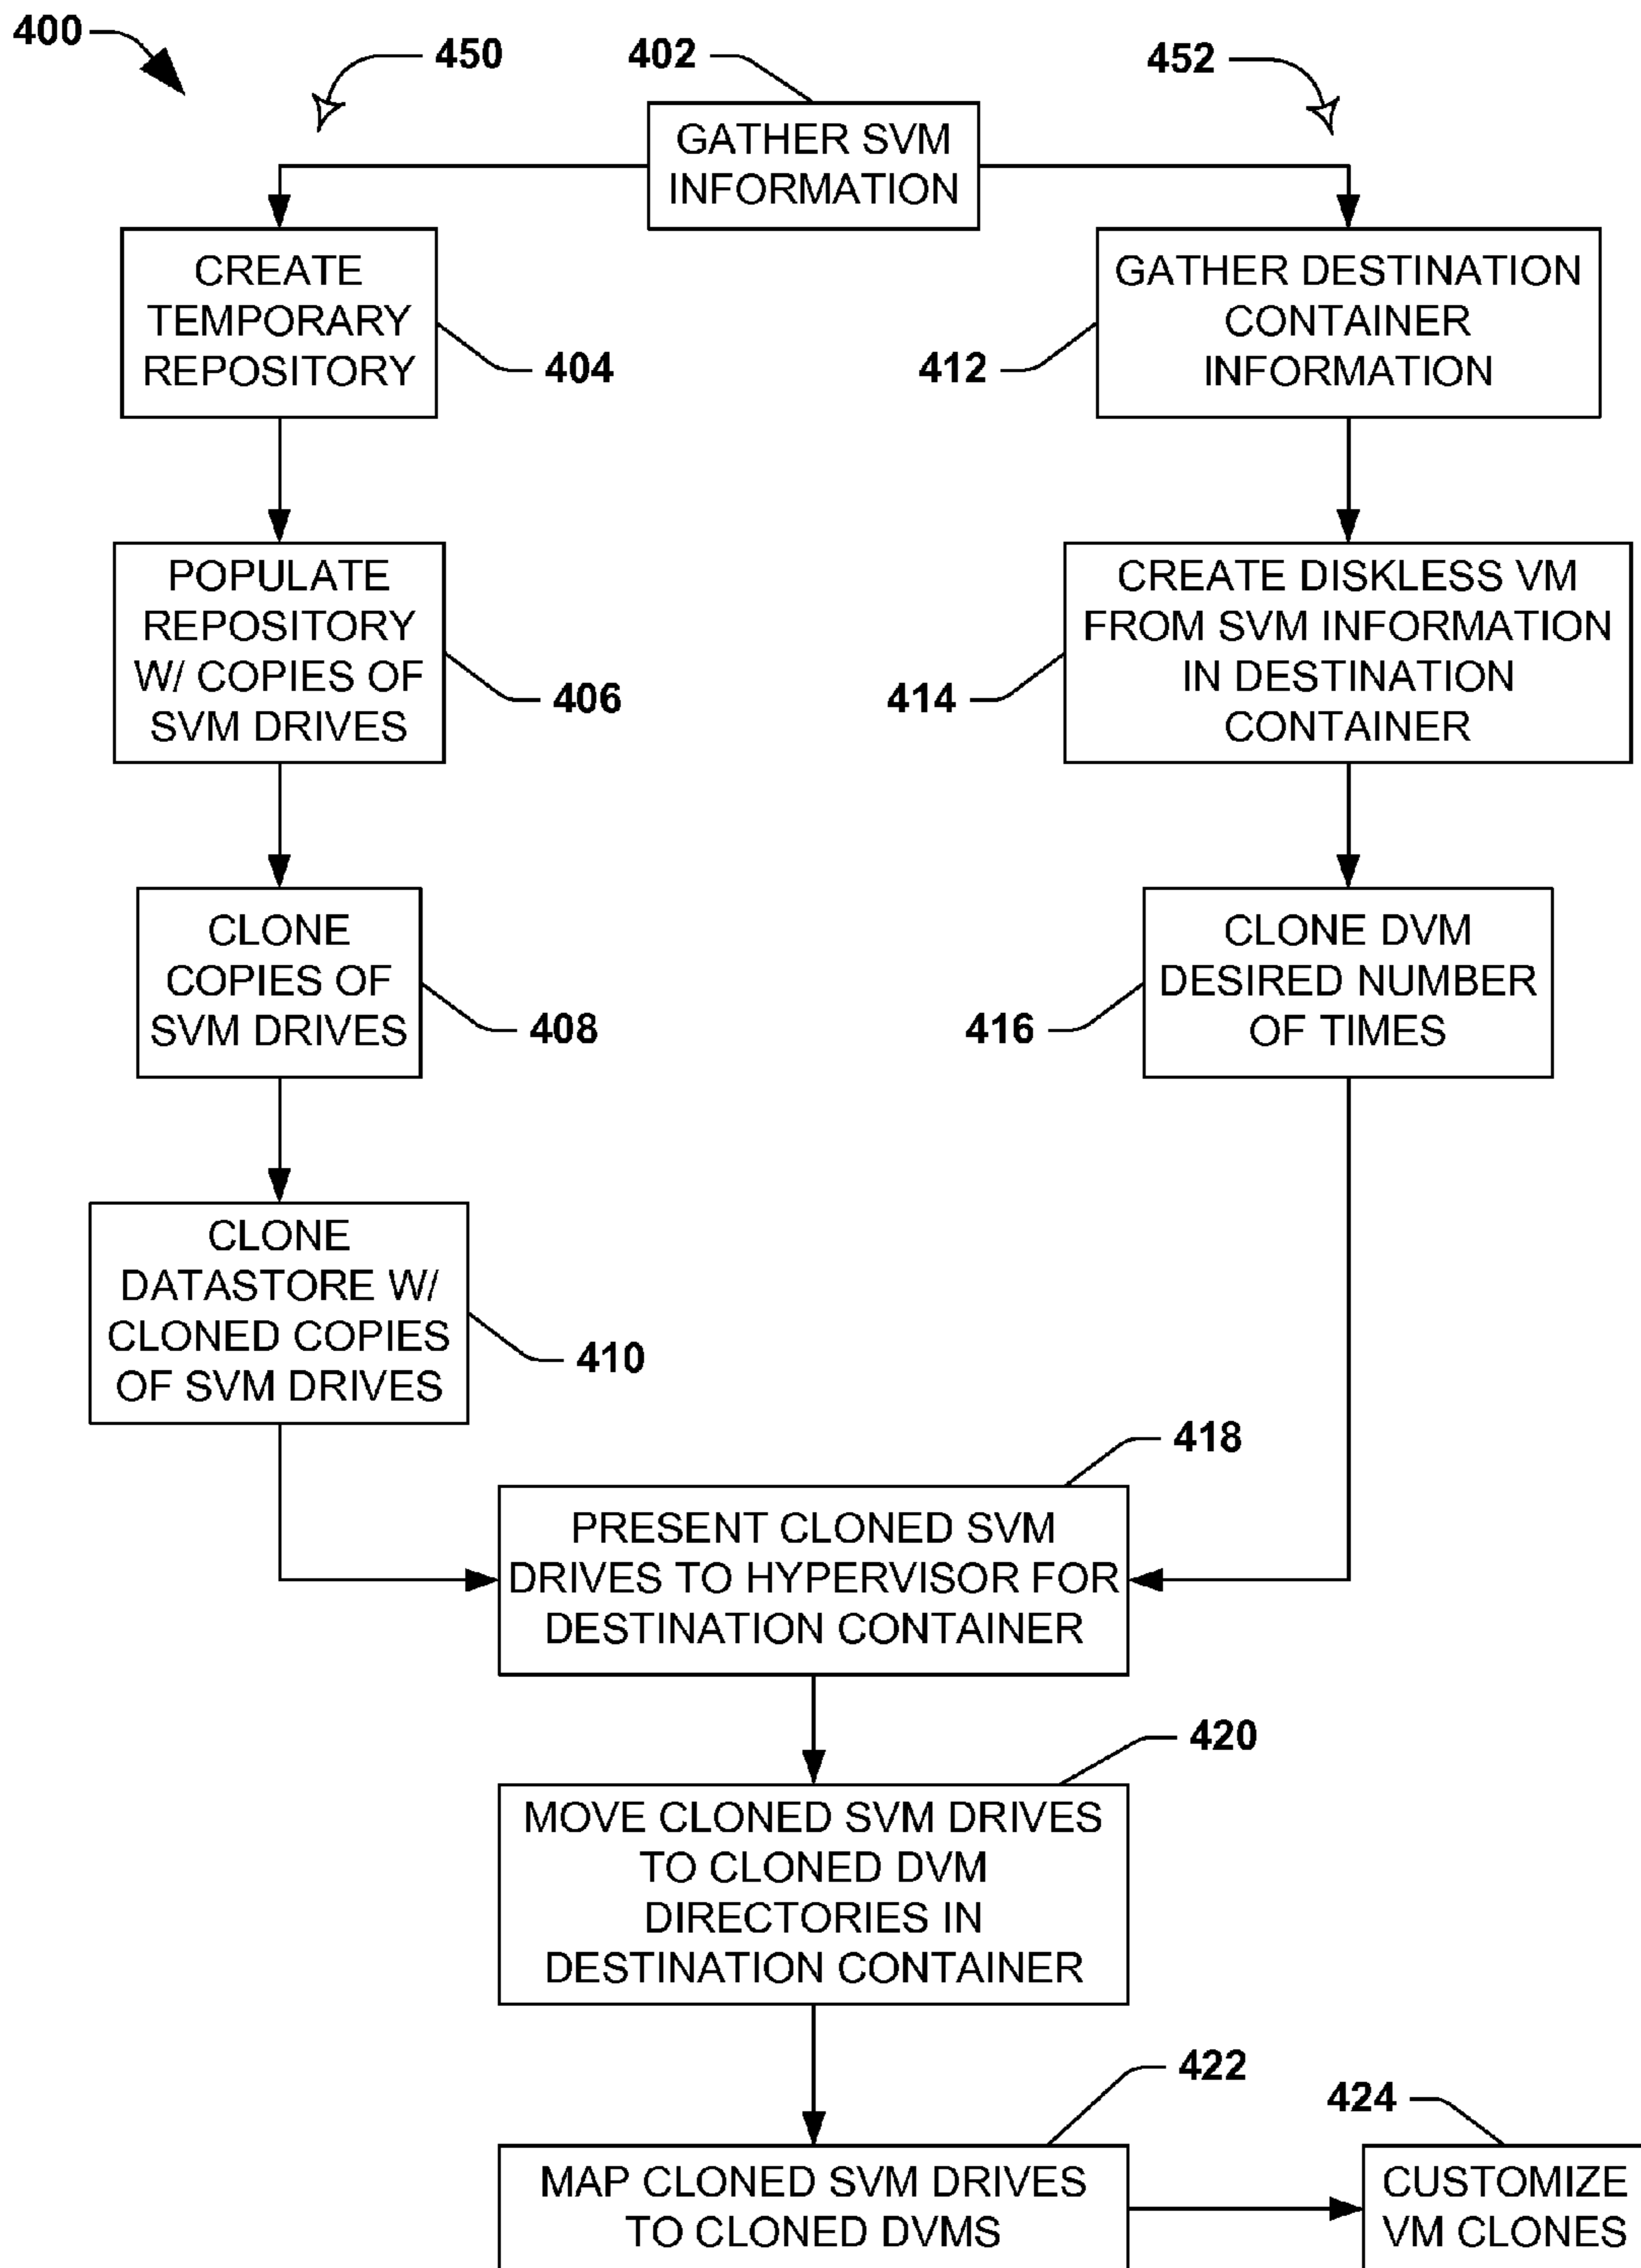 400
450
402
452
GATHER SVM
INFORMATION
CREATE
TEMPORARY
REPOSITORY
404
GATHER DESTINATION
CONTAINER
INFORMATION
412
POPULATE
REPOSITORY
W/ COPIES OF
SVM DRIVES
406
CREATE DISKLESS VM
FROM SVM INFORMATION
IN DESTINATION
CONTAINER
414
CLONE
COPIES OF
SVM DRIVES
408
CLONE DVM
DESIRED NUMBER
OF TIMES
416
CLONE
DATASTORE W/
CLONED COPIES
OF SVM DRIVES
410
418
PRESENT CLONED SVM
DRIVES TO HYPERVISOR FOR
DESTINATION CONTAINER
420
MOVE CLONED SVM DRIVES
TO CLONED DVM
DIRECTORIES IN
DESTINATION CONTAINER
422
MAP CLONED SVM DRIVES
TO CLONED DVMS
424
CUSTOMIZE
VM CLONES